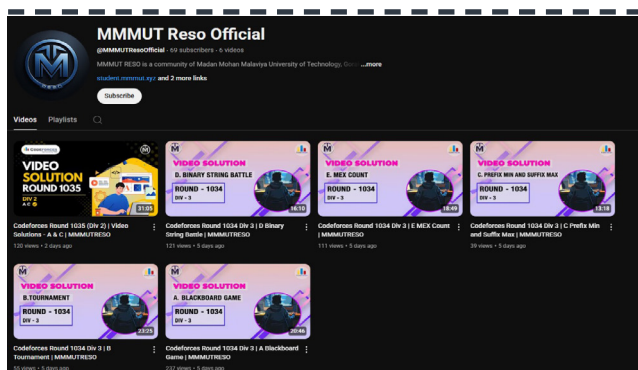 MMMUT Reso Official
@MMMUTResoOfficial · 69 subscribers · 6 videos
MMMUT RESO is a community of Madan Mohan Malaviya University of Technology, ...more
student.mmmut.xyz and 2 more links
Subscribe
Videos Playlists
M
RESO
VIDEO
SOLUTION
ROUND 1035
DIV 2
A C
31:05
VIDEO SOLUTION
D. BINARY STRING BATTLE
ROUND - 1034
DIV - 3
16:10
VIDEO SOLUTION
E. MEX COUNT
ROUND - 1034
DIV - 3
18:49
VIDEO SOLUTION
C. PREFIX MIN AND SUFFIX MAX
ROUND - 1034
DIV - 3
13:18
Codeforces Round 1035 (Div 2) | Video
Solutions - A & C | MMMUTRESO
120 views • 2 days ago
Codeforces Round 1034 Div 3 | D Binary
String Battle | MMMUTRESO
121 views • 5 days ago
Codeforces Round 1034 Div 3 | E MEX Count
| MMMUTRESO
111 views • 5 days ago
Codeforces Round 1034 Div 3 | C Prefix Min
and Suffix Max | MMMUTRESO
39 views • 5 days ago
VIDEO SOLUTION
B.TOURNAMENT
ROUND - 1034
DIV - 3
23:25
VIDEO SOLUTION
A. BLACKBOARD GAME
ROUND - 1034
DIV - 3
20:46
Codeforces Round 1034 Div 3 | B
Tournament | MMMUTRESO
55 views • 5 days ago
Codeforces Round 1034 Div 3 | A Blackboard
Game | MMMUTRESO
237 views • 5 days ago